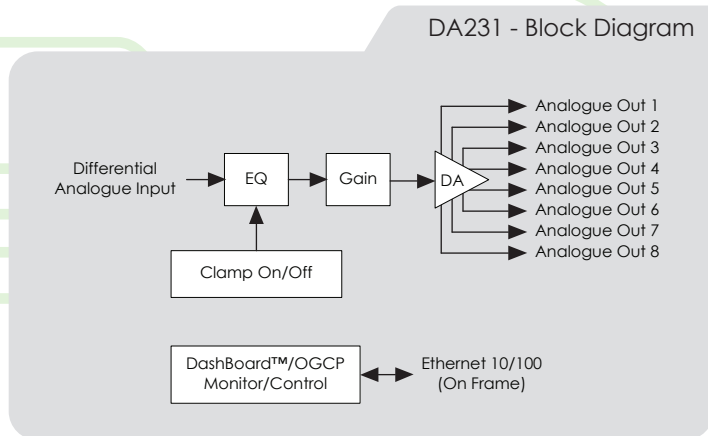 DA231 - Block Diagram
Differential
Analogue Input
EQ
Gain
DA
Analogue Out 1
Analogue Out 2
Analogue Out 3
Analogue Out 4
Analogue Out 5
Analogue Out 6
Analogue Out 7
Analogue Out 8
Clamp On/Off
DashBoard™/OGCP
Monitor/Control
Ethernet 10/100
(On Frame)